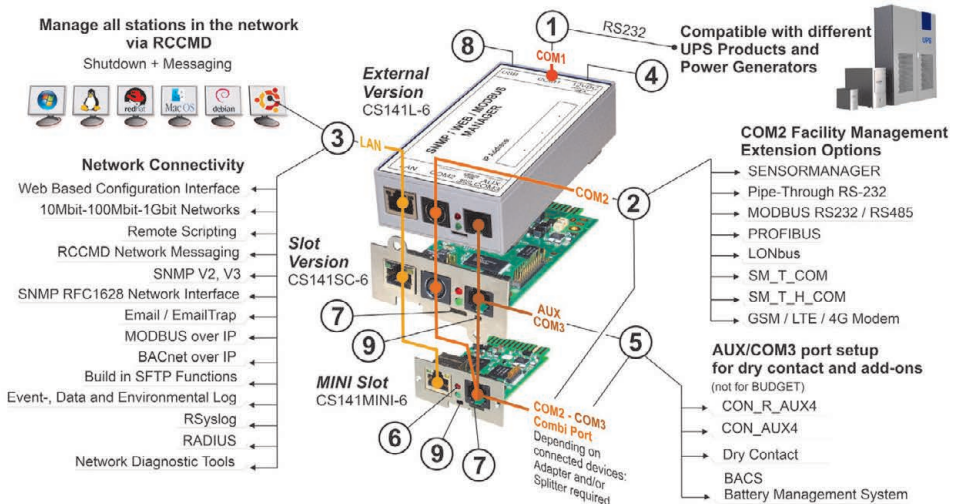 Manage all stations in the network
via RCCMD
Shutdown + Messaging
redhat
Mac OS
debian
3
LAN
Network Connectivity
Web Based Configuration Interface
10Mbit-100Mbit-1Gbit Networks
Remote Scripting
RCCMD Network Messaging
SNMP V2, V3
SNMP RFC1628 Network Interface
Email / EmailTrap
MODBUS over IP
BACnet over IP
Build in SFTP Functions
Event-, Data and Environmental Log
RSyslog
RADIUS
Network Diagnostic Tools
External
Version
CS141L-6
Slot
Version
CS141SC-6
MINI Slot
CS141MINI-6
8
1
COM1
RS232
4
SNMP / WEB / MODBUS
MANAGER
IP Address
LAN
COM2
AUX
COM2
2
7
9
AUX
COM3
5
6
9
7
COM2 - COM3
Combi Port
Depending on
connected devices:
Adapter and/or
Splitter required
Compatible with different
UPS Products and
Power Generators
UPS
COM2 Facility Management
Extension Options
SENSORMANAGER
Pipe-Through RS-232
MODBUS RS232 / RS485
PROFIBUS
LONbus
SM_T_COM
SM_T_H_COM
GSM / LTE / 4G Modem
AUX/COM3 port setup
for dry contact and add-ons
(not for BUDGET)
CON_R_AUX4
CON_AUX4
Dry Contact
BACS
Battery Management System